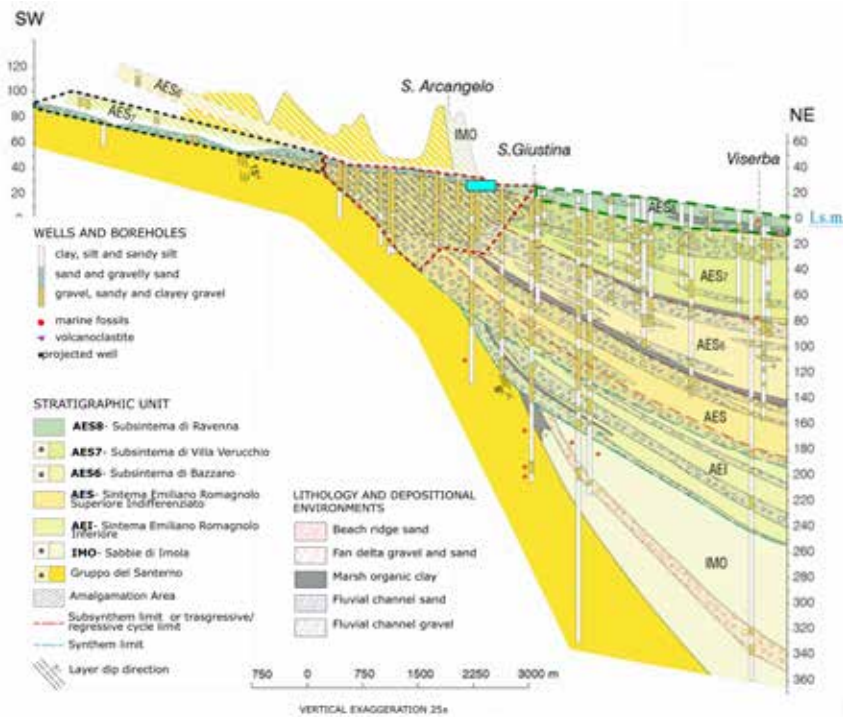 SW
NE
120
100
80
60
40
20
0
S. Arcangelo
S.Giustina
Viserba
AES6
AES7
IMO
60
40
20
0
20
40
60
80
100
120
140
160
180
200
220
240
260
280
300
320
340
360
l.s.m
AES7
AES6
AES
AEI
IMO
WELLS AND BOREHOLES
clay, silt and sandy silt
sand and gravelly sand
gravel, sandy and clayey gravel
marine fossils
volcanoclastite
projected well
STRATIGRAPHIC UNIT
AES8- Subsintema di Ravenna
AES7- Subsintema di Villa Verucchio
AES6- Subsintema di Bazzano
AES- Sintema Emiliano Romagnolo
Superiore Indifferenziato
AEI- Sintema Emiliano Romagnolo
Inferiore
IMO- Sabbie di Imola
Gruppo del Santerno
Amalgamation Area
Subsynthem limit or trasgressive/
regressive cycle limit
Synthem limit
Layer dip direction
LITHOLOGY AND DEPOSITIONAL
ENVIRONMENTS
Beach ridge sand
Fan delta gravel and sand
Marsh organic clay
Fluvial channel sand
Fluvial channel gravel
750 0 750 1500 2250 3000 m
VERTICAL EXAGGERATION 25x